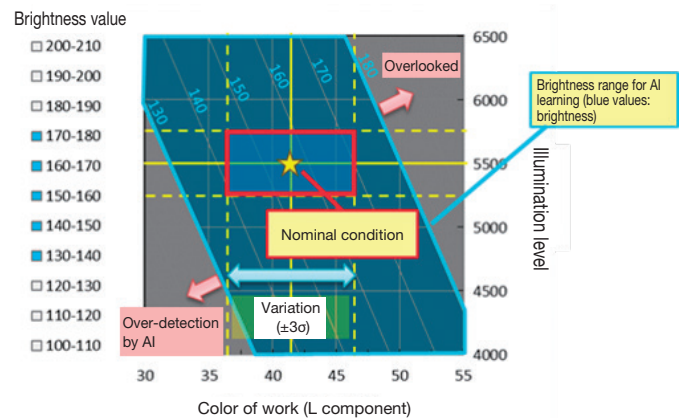 Brightness value
200-210
190-200
180-190
170-180
160-170
150-160
140-150
130-140
120-130
110-120
100-110
130
140
150
160
170
180
Overlooked
Brightness range for AI
learning (blue values:
brightness)
Nominal condition
Variation
(±3σ)
Over-detection
by AI
6500
6000
5500
5000
4500
4000
Illumination level
30
35
40
45
50
55
Color of work (L component)